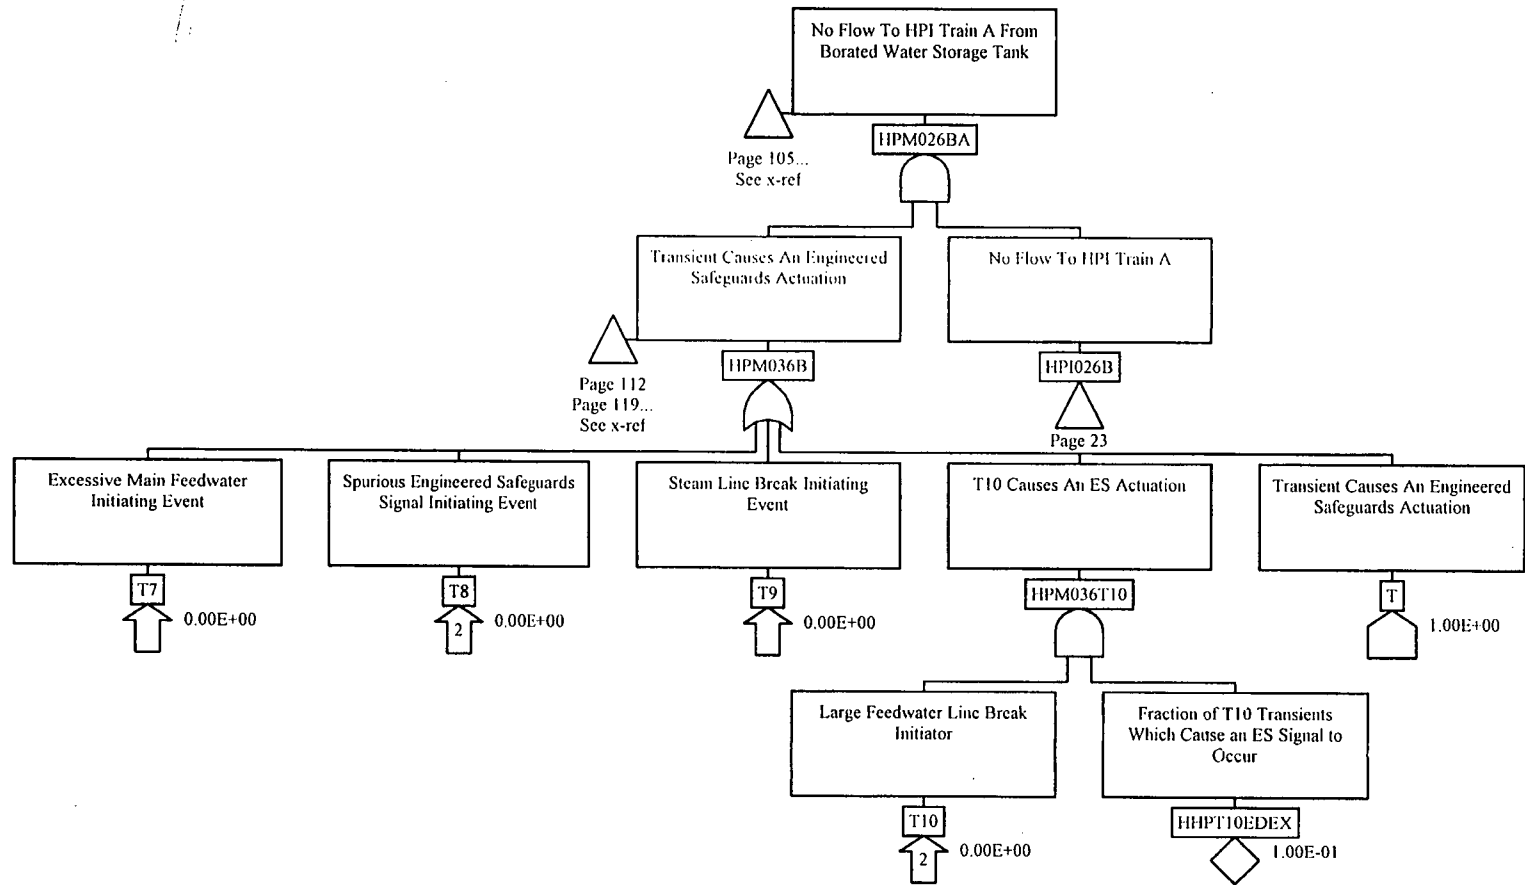 No Flow To HPI Train A From
Borated Water Storage Tank
HPM026BA
Page 105...
See x-ref
Transient Causes An Engineered
Safeguards Actuation
No Flow To HPI Train A
HPM036B
HPI026B
Page 112
Page 119...
See x-ref
Page 23
Excessive Main Feedwater
Initiating Event
Spurious Engineered Safeguards
Signal Initiating Event
Steam Line Break Initiating
Event
T10 Causes An ES Actuation
Transient Causes An Engineered
Safeguards Actuation
T7
0.00E+00
T8
2
0.00E+00
T9
0.00E+00
HPM036T10
T
1.00E+00
Large Feedwater Line Break
Initiator
Fraction of T10 Transients
Which Cause an ES Signal to
Occur
T10
2
0.00E+00
HHPT10EDEX
1.00E-01